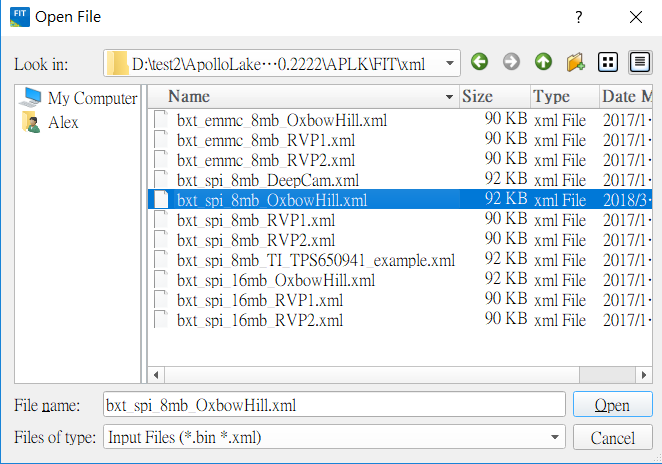 FIT Open File ?
Look in: D:\test2\ApolloLake···0.2222\APLK\FIT\xml
My Computer
Alex
Name Size Type Date M
bxt_emmc_8mb_OxbowHill.xml 90 KB xml File 2017/1···
bxt_emmc_8mb_RVP1.xml 90 KB xml File 2017/1···
bxt_emmc_8mb_RVP2.xml 90 KB xml File 2017/1···
bxt_spi_8mb_DeepCam.xml 92 KB xml File 2017/1···
bxt_spi_8mb_OxbowHill.xml 92 KB xml File 2018/3···
bxt_spi_8mb_RVP1.xml 90 KB xml File 2017/1···
bxt_spi_8mb_RVP2.xml 90 KB xml File 2017/1···
bxt_spi_8mb_TI_TPS650941_example.xml 92 KB xml File 2017/1···
bxt_spi_16mb_OxbowHill.xml 92 KB xml File 2017/1···
bxt_spi_16mb_RVP1.xml 90 KB xml File 2017/1···
bxt_spi_16mb_RVP2.xml 90 KB xml File 2017/1···
File name: bxt_spi_8mb_OxbowHill.xml Open
Files of type: Input Files (*.bin *.xml) Cancel